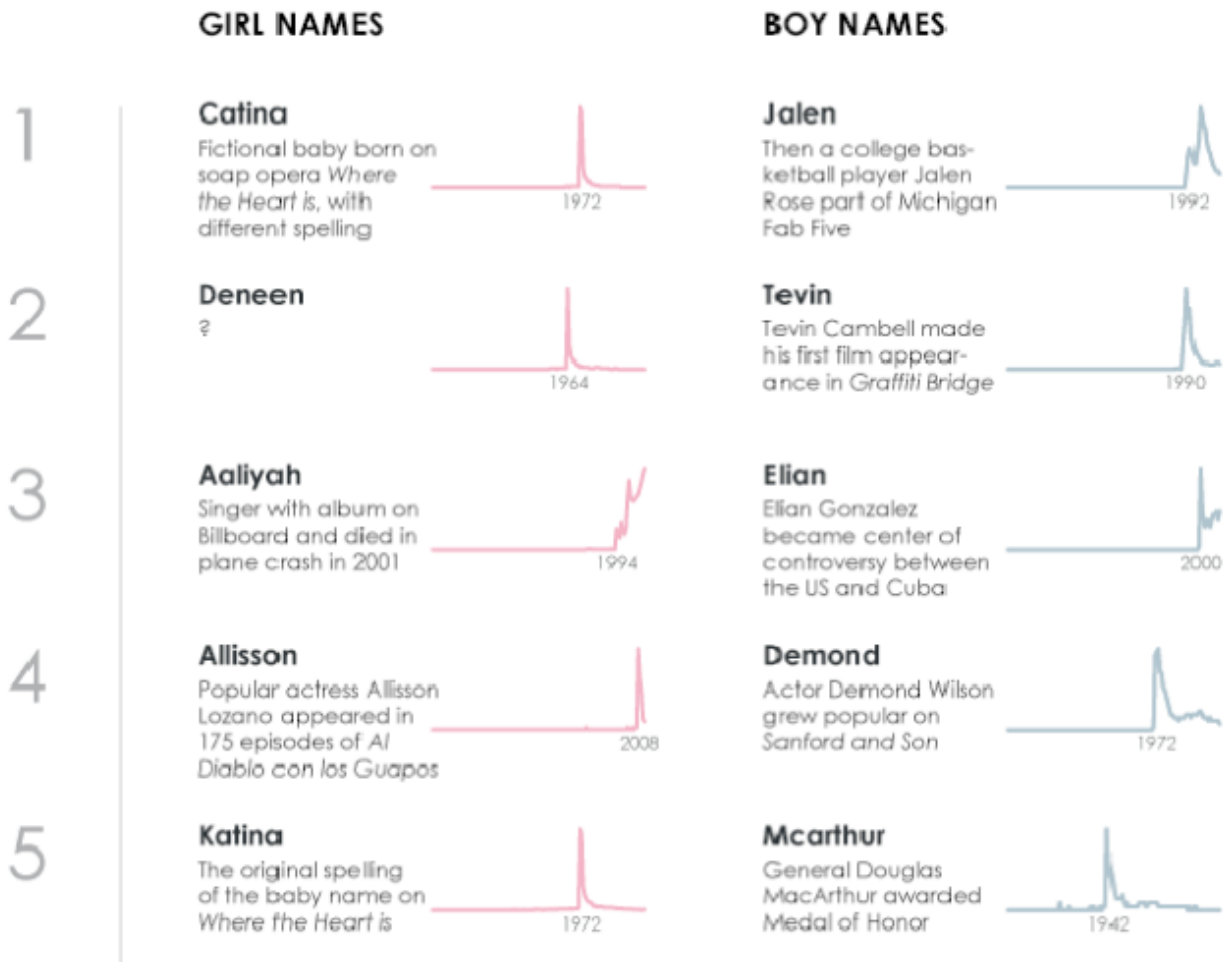 GIRL NAMES
BOY NAMES
1
Catina
Fictional baby born on
soap opera Where
the Heart is, with
different spelling
1972
Jalen
Then a college bas-
ketball player Jalen
Rose part of Michigan
Fab Five
1992
2
Deneen
?
1964
Tevin
Tevin Cambell made
his first film appear-
ance in Graffiti Bridge
1990
3
Aaliyah
Singer with album on
Billboard and died in
plane crash in 2001
1994
Elian
Elian Gonzalez
became center of
controversy between
the US and Cuba
2000
4
Allisson
Popular actress Allisson
Lozano appeared in
175 episodes of Al
Diablo con los Guapos
2008
Demond
Actor Demond Wilson
grew popular on
Sanford and Son
1972
5
Katina
The original spelling
of the baby name on
Where the Heart is
1972
Mcarthur
General Douglas
MacArthur awarded
Medal of Honor
1942